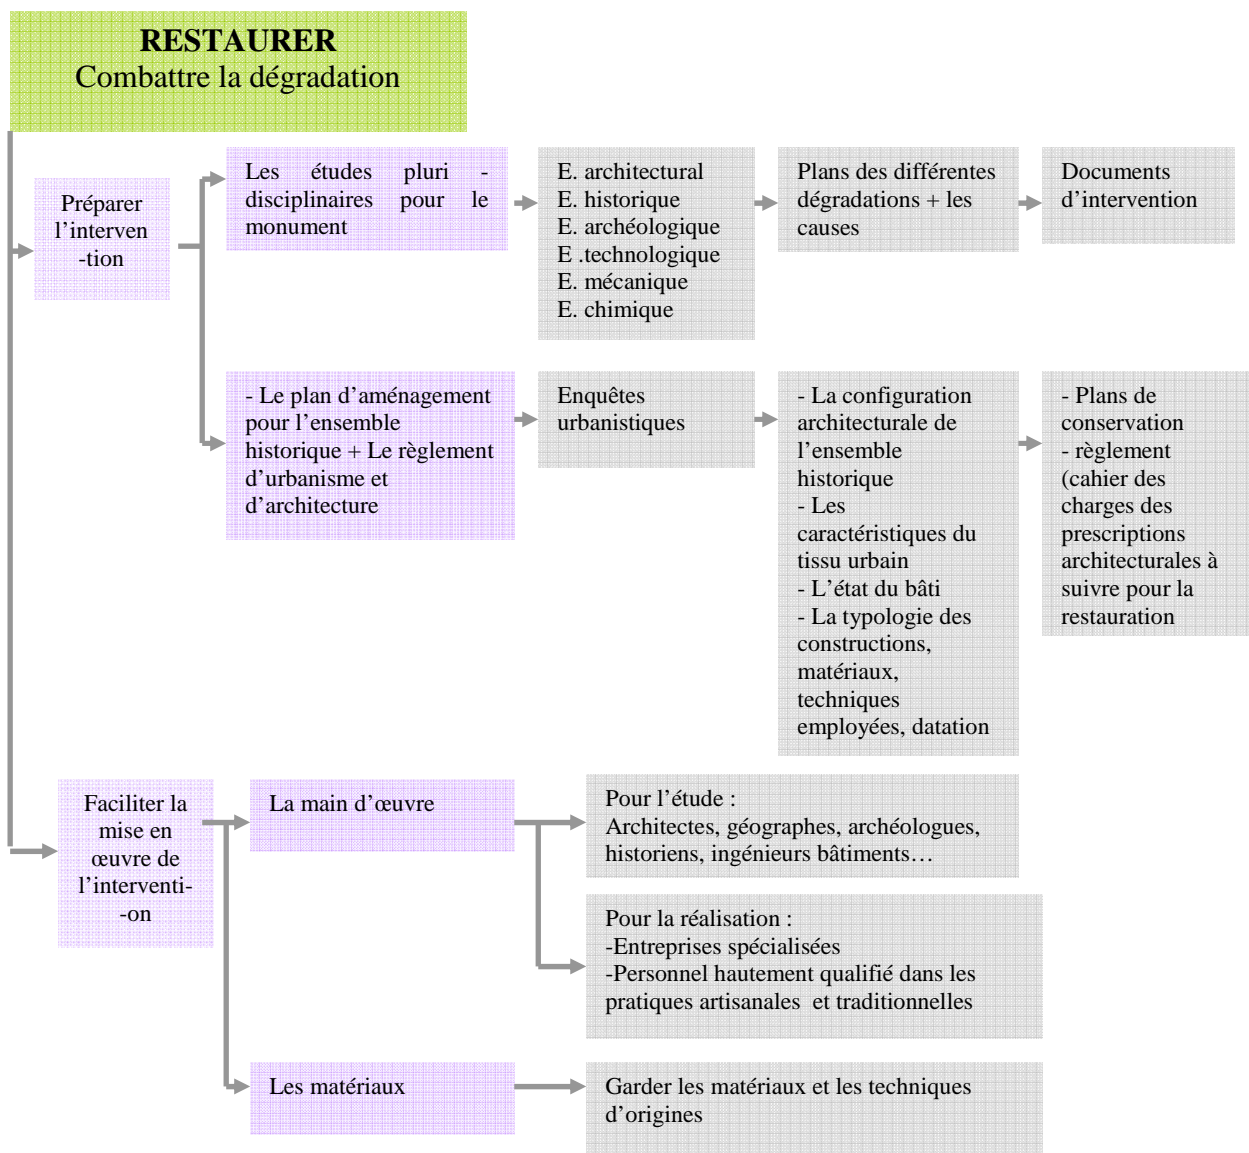 RESTAURER
Combattre la dégradation
Préparer
l’interven
-tion
Les études pluri -
disciplinaires pour le
monument
E. architectural
E. historique
E. archéologique
E .technologique
E. mécanique
E. chimique
Plans des différentes
dégradations + les
causes
Documents
d’intervention
- Le plan d’aménagement
pour l’ensemble
historique + Le règlement
d’urbanisme et
d’architecture
Enquêtes
urbanistiques
- La configuration
architecturale de
l’ensemble
historique
- Les
caractéristiques du
tissu urbain
- L’état du bâti
- La typologie des
constructions,
matériaux,
techniques
employées, datation
- Plans de
conservation
- règlement
(cahier des
charges des
prescriptions
architecturales à
suivre pour la
restauration
Faciliter la
mise en
œuvre de
l’interventi-
-on
La main d’œuvre
Pour l’étude :
Architectes, géographes, archéologues,
historiens, ingénieurs bâtiments…
Pour la réalisation :
-Entreprises spécialisées
-Personnel hautement qualifié dans les
pratiques artisanales et traditionnelles
Les matériaux
Garder les matériaux et les techniques
d’origines